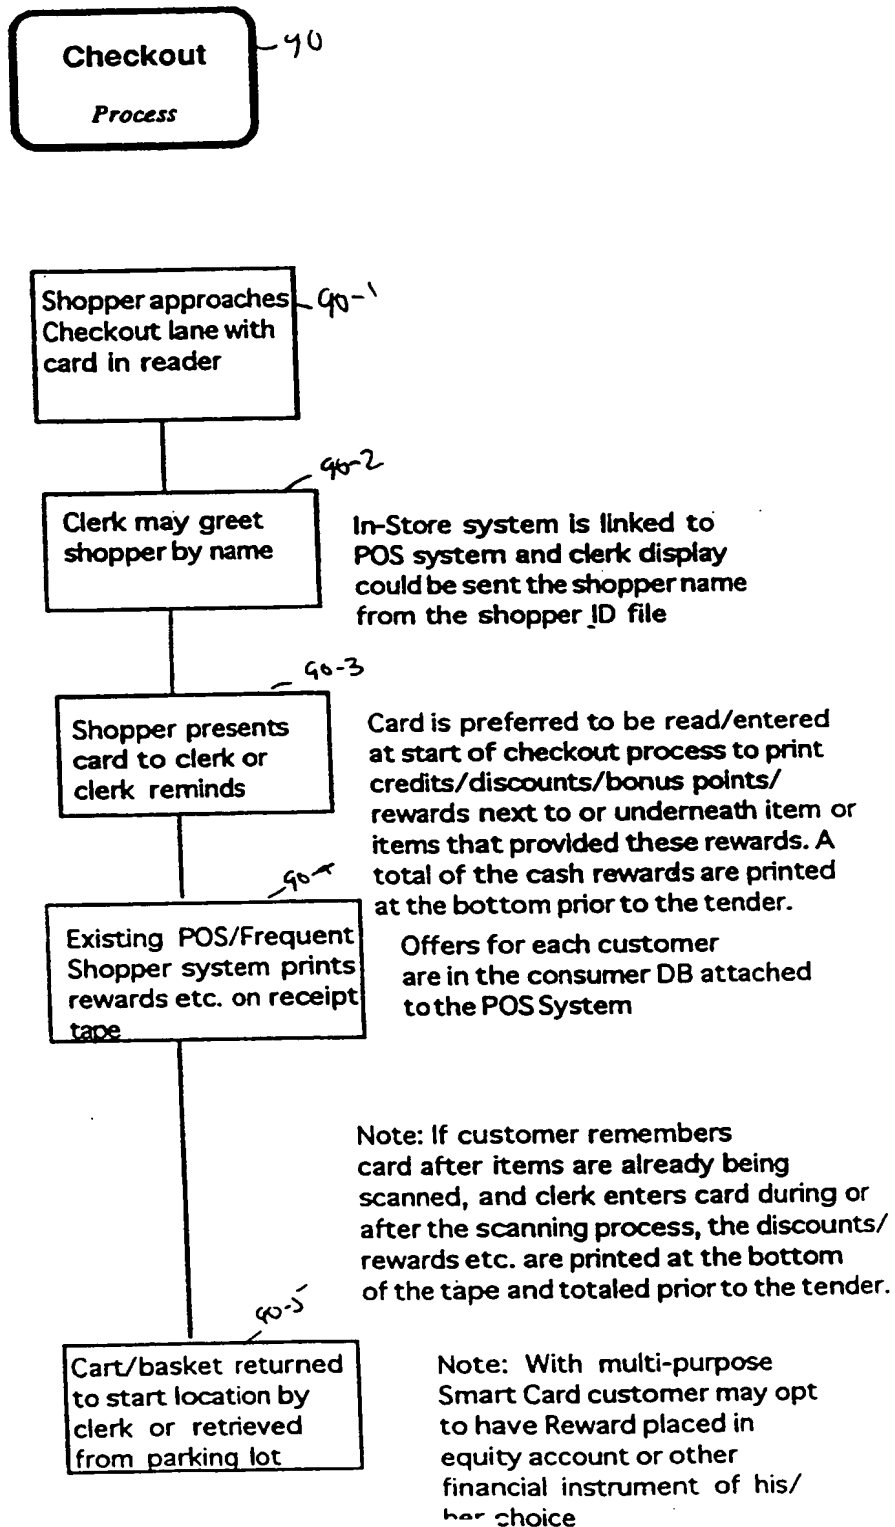 Checkout
90
Process
Shopper approaches
Checkout lane with
card in reader
90-1
Clerk may greet
shopper by name
90-2
In-Store system is linked to
POS system and clerk display
could be sent the shopper name
from the shopper ID file
Shopper presents
card to clerk or
clerk reminds
90-3
Card is preferred to be read/entered
at start of checkout process to print
credits/discounts/bonus points/
rewards next to or underneath item or
items that provided these rewards. A
total of the cash rewards are printed
at the bottom prior to the tender.
Existing POS/Frequent
Shopper system prints
rewards etc. on receipt
tape
90-4
Offers for each customer
are in the consumer DB attached
to the POS System
Note: If customer remembers
card after items are already being
scanned, and clerk enters card during or
after the scanning process, the discounts/
rewards etc. are printed at the bottom
of the tape and totaled prior to the tender.
Cart/basket returned
to start location by
clerk or retrieved
from parking lot
90-5
Note: With multi-purpose
Smart Card customer may opt
to have Reward placed in
equity account or other
financial instrument of his/
her choice